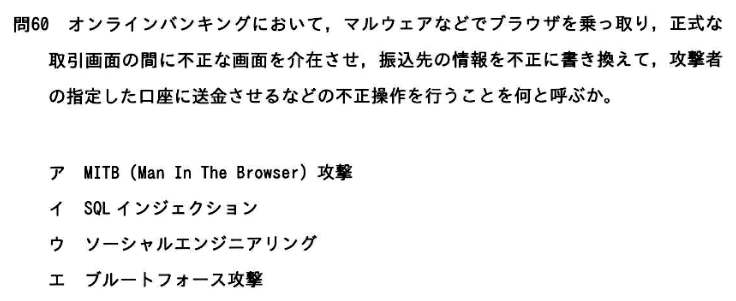 問60　オンラインバンキングにおいて，マルウェアなどでブラウザを乗っ取り，正式な
取引画面の間に不正な画面を介在させ，振込先の情報を不正に書き換えて，攻撃者
の指定した口座に送金させるなどの不正操作を行うことを何と呼ぶか。
ア　MITB (Man In The Browser) 攻撃
イ　SQL インジェクション
ウ　ソーシャルエンジニアリング
エ　ブルートフォース攻撃